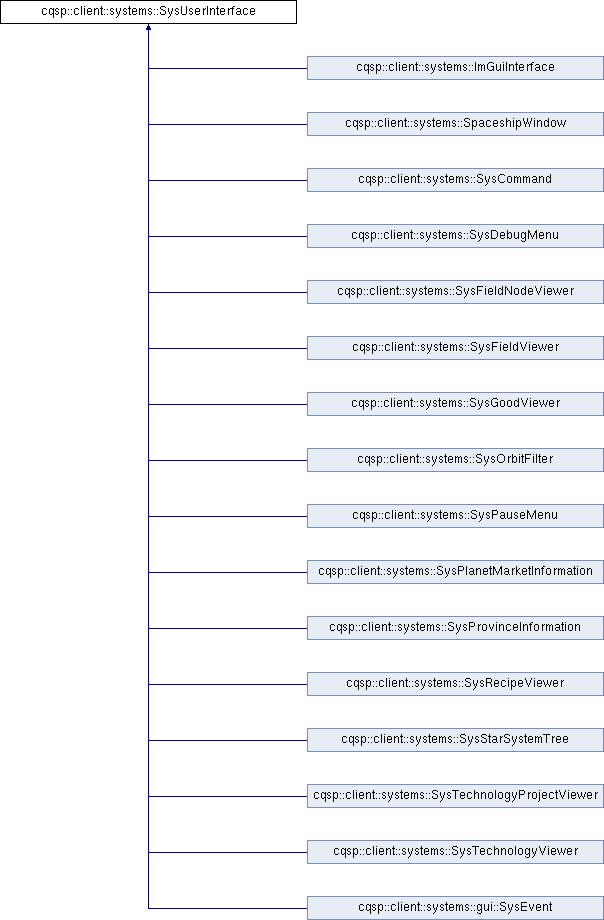 cqsp::client::systems::SysUserInterface
cqsp::client::systems::ImGuiInterface
cqsp::client::systems::SpaceshipWindow
cqsp::client::systems::SysCommand
cqsp::client::systems::SysDebugMenu
cqsp::client::systems::SysFieldNodeViewer
cqsp::client::systems::SysFieldViewer
cqsp::client::systems::SysGoodViewer
cqsp::client::systems::SysOrbitFilter
cqsp::client::systems::SysPauseMenu
cqsp::client::systems::SysPlanetMarketInformation
cqsp::client::systems::SysProvinceInformation
cqsp::client::systems::SysRecipeViewer
cqsp::client::systems::SysStarSystemTree
cqsp::client::systems::SysTechnologyProjectViewer
cqsp::client::systems::SysTechnologyViewer
cqsp::client::systems::gui::SysEvent